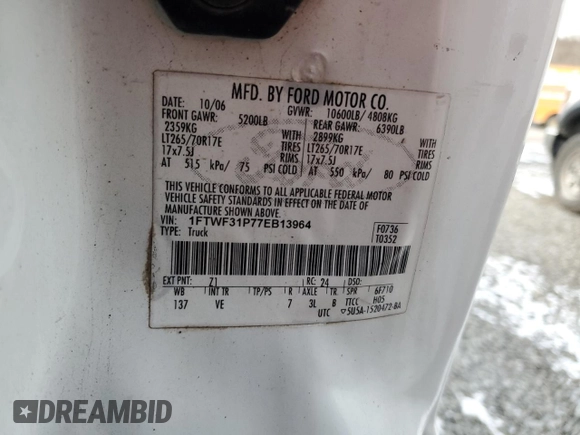 MFD. BY FORD MOTOR CO.
DATE: 10/06 GVWR: 10600LB/ 4808KG
FRONT GAWR: 5200LB REAR GAWR: 6390LB
2359KG WITH 2899KG WITH
LT265/70R17E TIRES LT265/70R17E TIRES
17x7.5J RIMS 17x7.5J RIMS
AT 515 kPa/ 75 PSI COLD AT 550 kPa/ 80 PSI COLD
THIS VEHICLE CONFORMS TO ALL APPLICABLE FEDERAL MOTOR
VEHICLE SAFETY STANDARDS IN EFFECT ON THE DATE OF
MANUFACTURE SHOWN ABOVE.
VIN: 1FTWF31P77EB13964 F0736
TYPE: Truck T0352
EXT PNT: Z1 RC: 24 DSO:
WB INT TR TP/PS R AXLE TR SPR 6F710
137 VE 7 3L B TTCC H05
UTC ▽5U5A-1520472-BA
DREAMBID